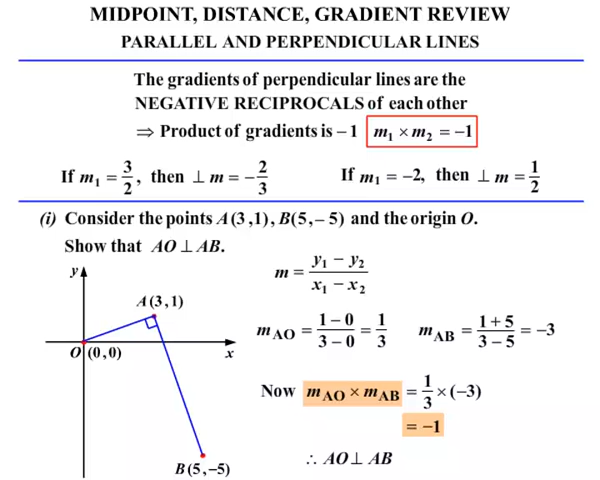 MIDPOINT, DISTANCE, GRADIENT REVIEW
PARALLEL AND PERPENDICULAR LINES
The gradients of perpendicular lines are the
NEGATIVE RECIPROCALS of each other
⇒ Product of gradients is – 1 m₁ × m₂ = –1
If m₁ = 3/2, then ⊥ m = –2/3 If m₁ = –2, then ⊥ m = 1/2
(i) Consider the points A(3,1), B(5,– 5) and the origin O.
Show that AO ⊥ AB.
m = (y₁ – y₂)/(x₁ – x₂)
y
A(3,1)
O (0,0)
x
B(5,–5)
m AO = (1 – 0)/(3 – 0) = 1/3 m AB = (1 + 5)/(3 – 5) = –3
Now m AO × m AB = 1/3 × (–3)
= –1
∴ AO ⊥ AB